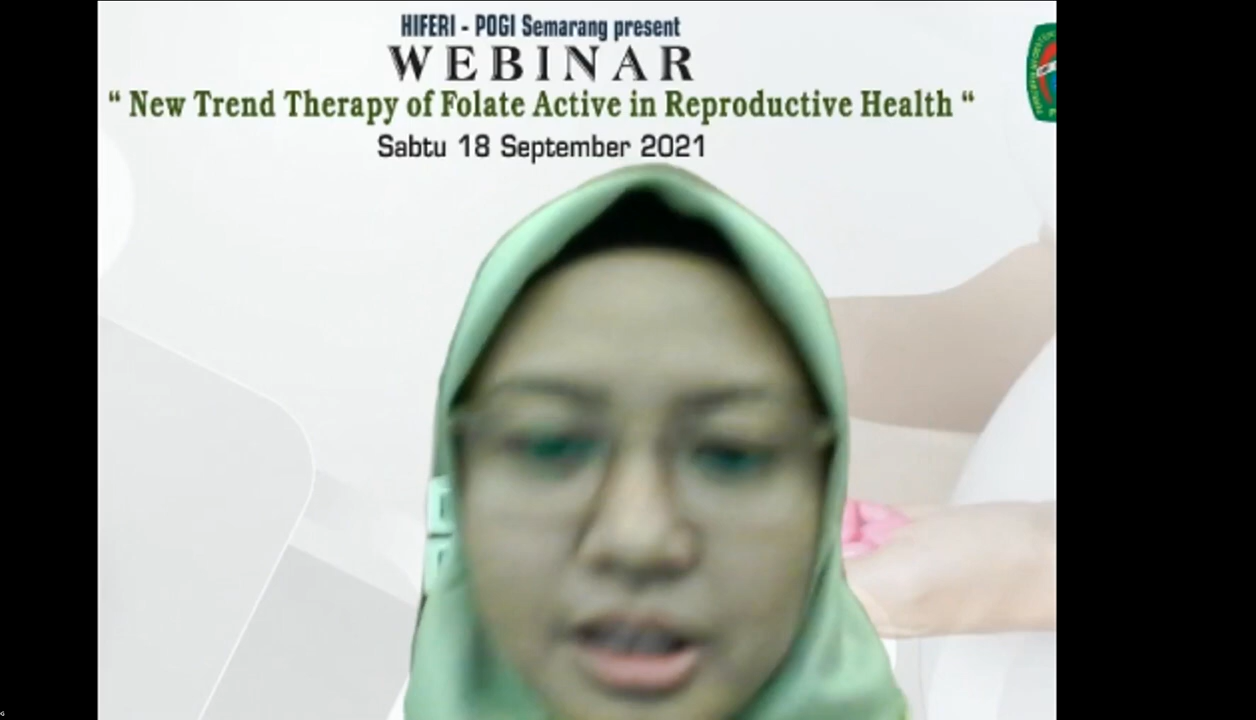 HIFERI - POGI Semarang present
WEBINAR
“ New Trend Therapy of Folate Active in Reproductive Health “
Sabtu 18 September 2021